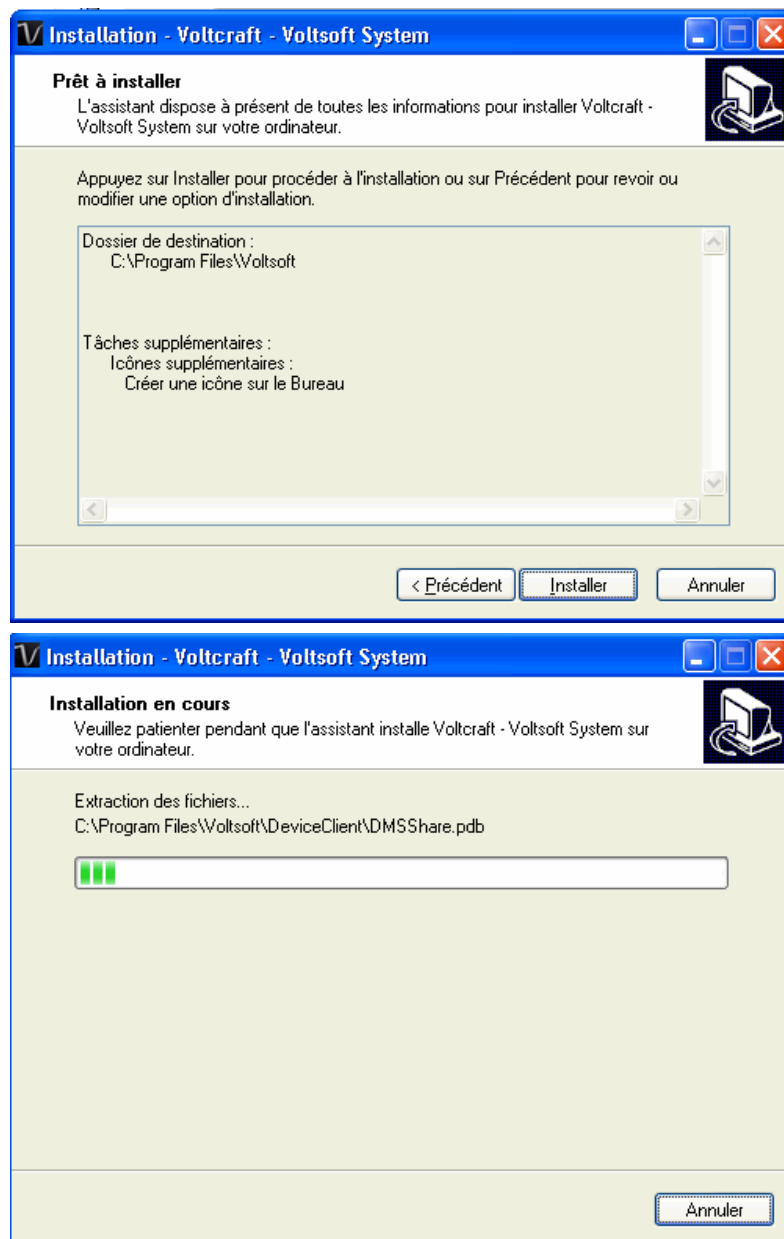 Installation - Voltcraft - Voltsoft System
Prêt à installer
L'assistant dispose à présent de toutes les informations pour installer Voltcraft -
Voltsoft System sur votre ordinateur.
Appuyez sur Installer pour procéder à l'installation ou sur Précédent pour revoir ou
modifier une option d'installation.
Dossier de destination :
C:\Program Files\Voltsoft
Tâches supplémentaires :
Icônes supplémentaires :
Créer une icône sur le Bureau
< Précédent Installer Annuler
Installation - Voltcraft - Voltsoft System
Installation en cours
Veuillez patienter pendant que l'assistant installe Voltcraft - Voltsoft System sur
votre ordinateur.
Extraction des fichiers...
C:\Program Files\Voltsoft\DeviceClient\DMSShare.pdb
Annuler